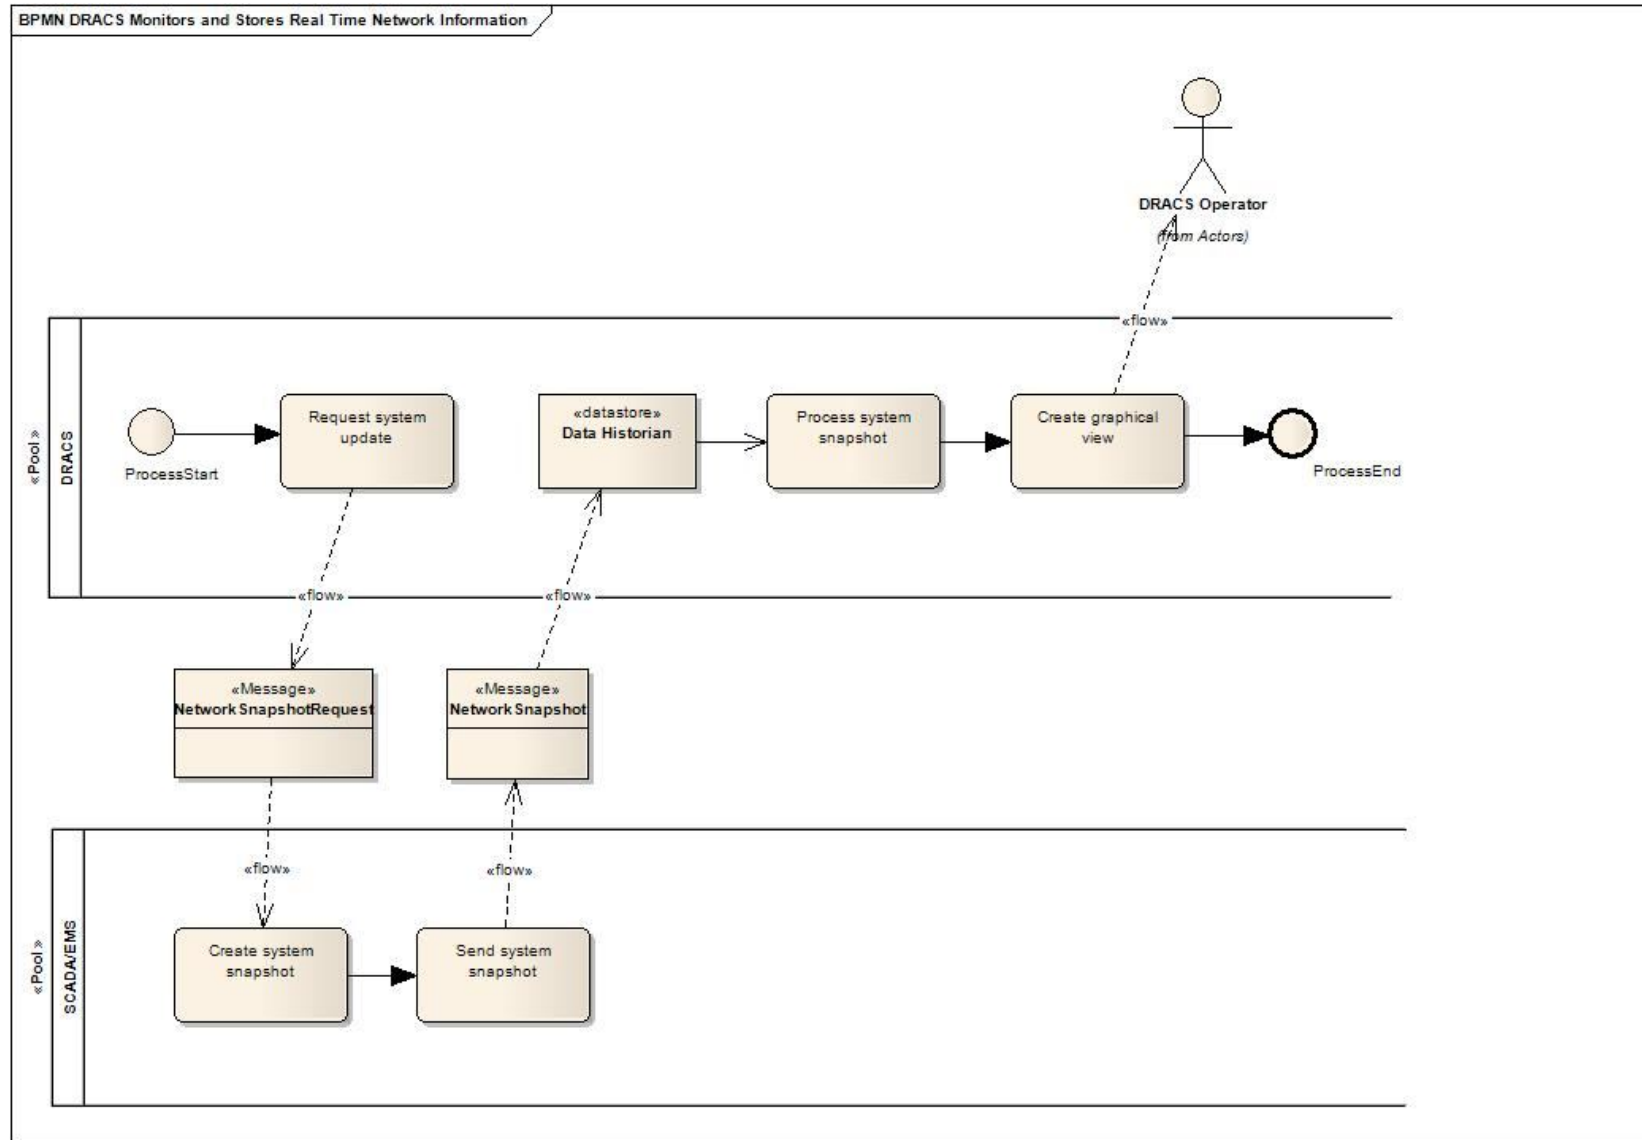 BPMN DRACS Monitors and Stores Real Time Network Information
DRACS Operator
(from Actors)
«flow»
«Pool »
DRACS
ProcessStart
Request system
update
«datastore»
Data Historian
Process system
snapshot
Create graphical
view
ProcessEnd
«flow»
«flow»
«Message»
NetworkSnapshotRequest
«Message»
NetworkSnapshot
«flow»
«flow»
«Pool »
SCADA/EMS
Create system
snapshot
Send system
snapshot